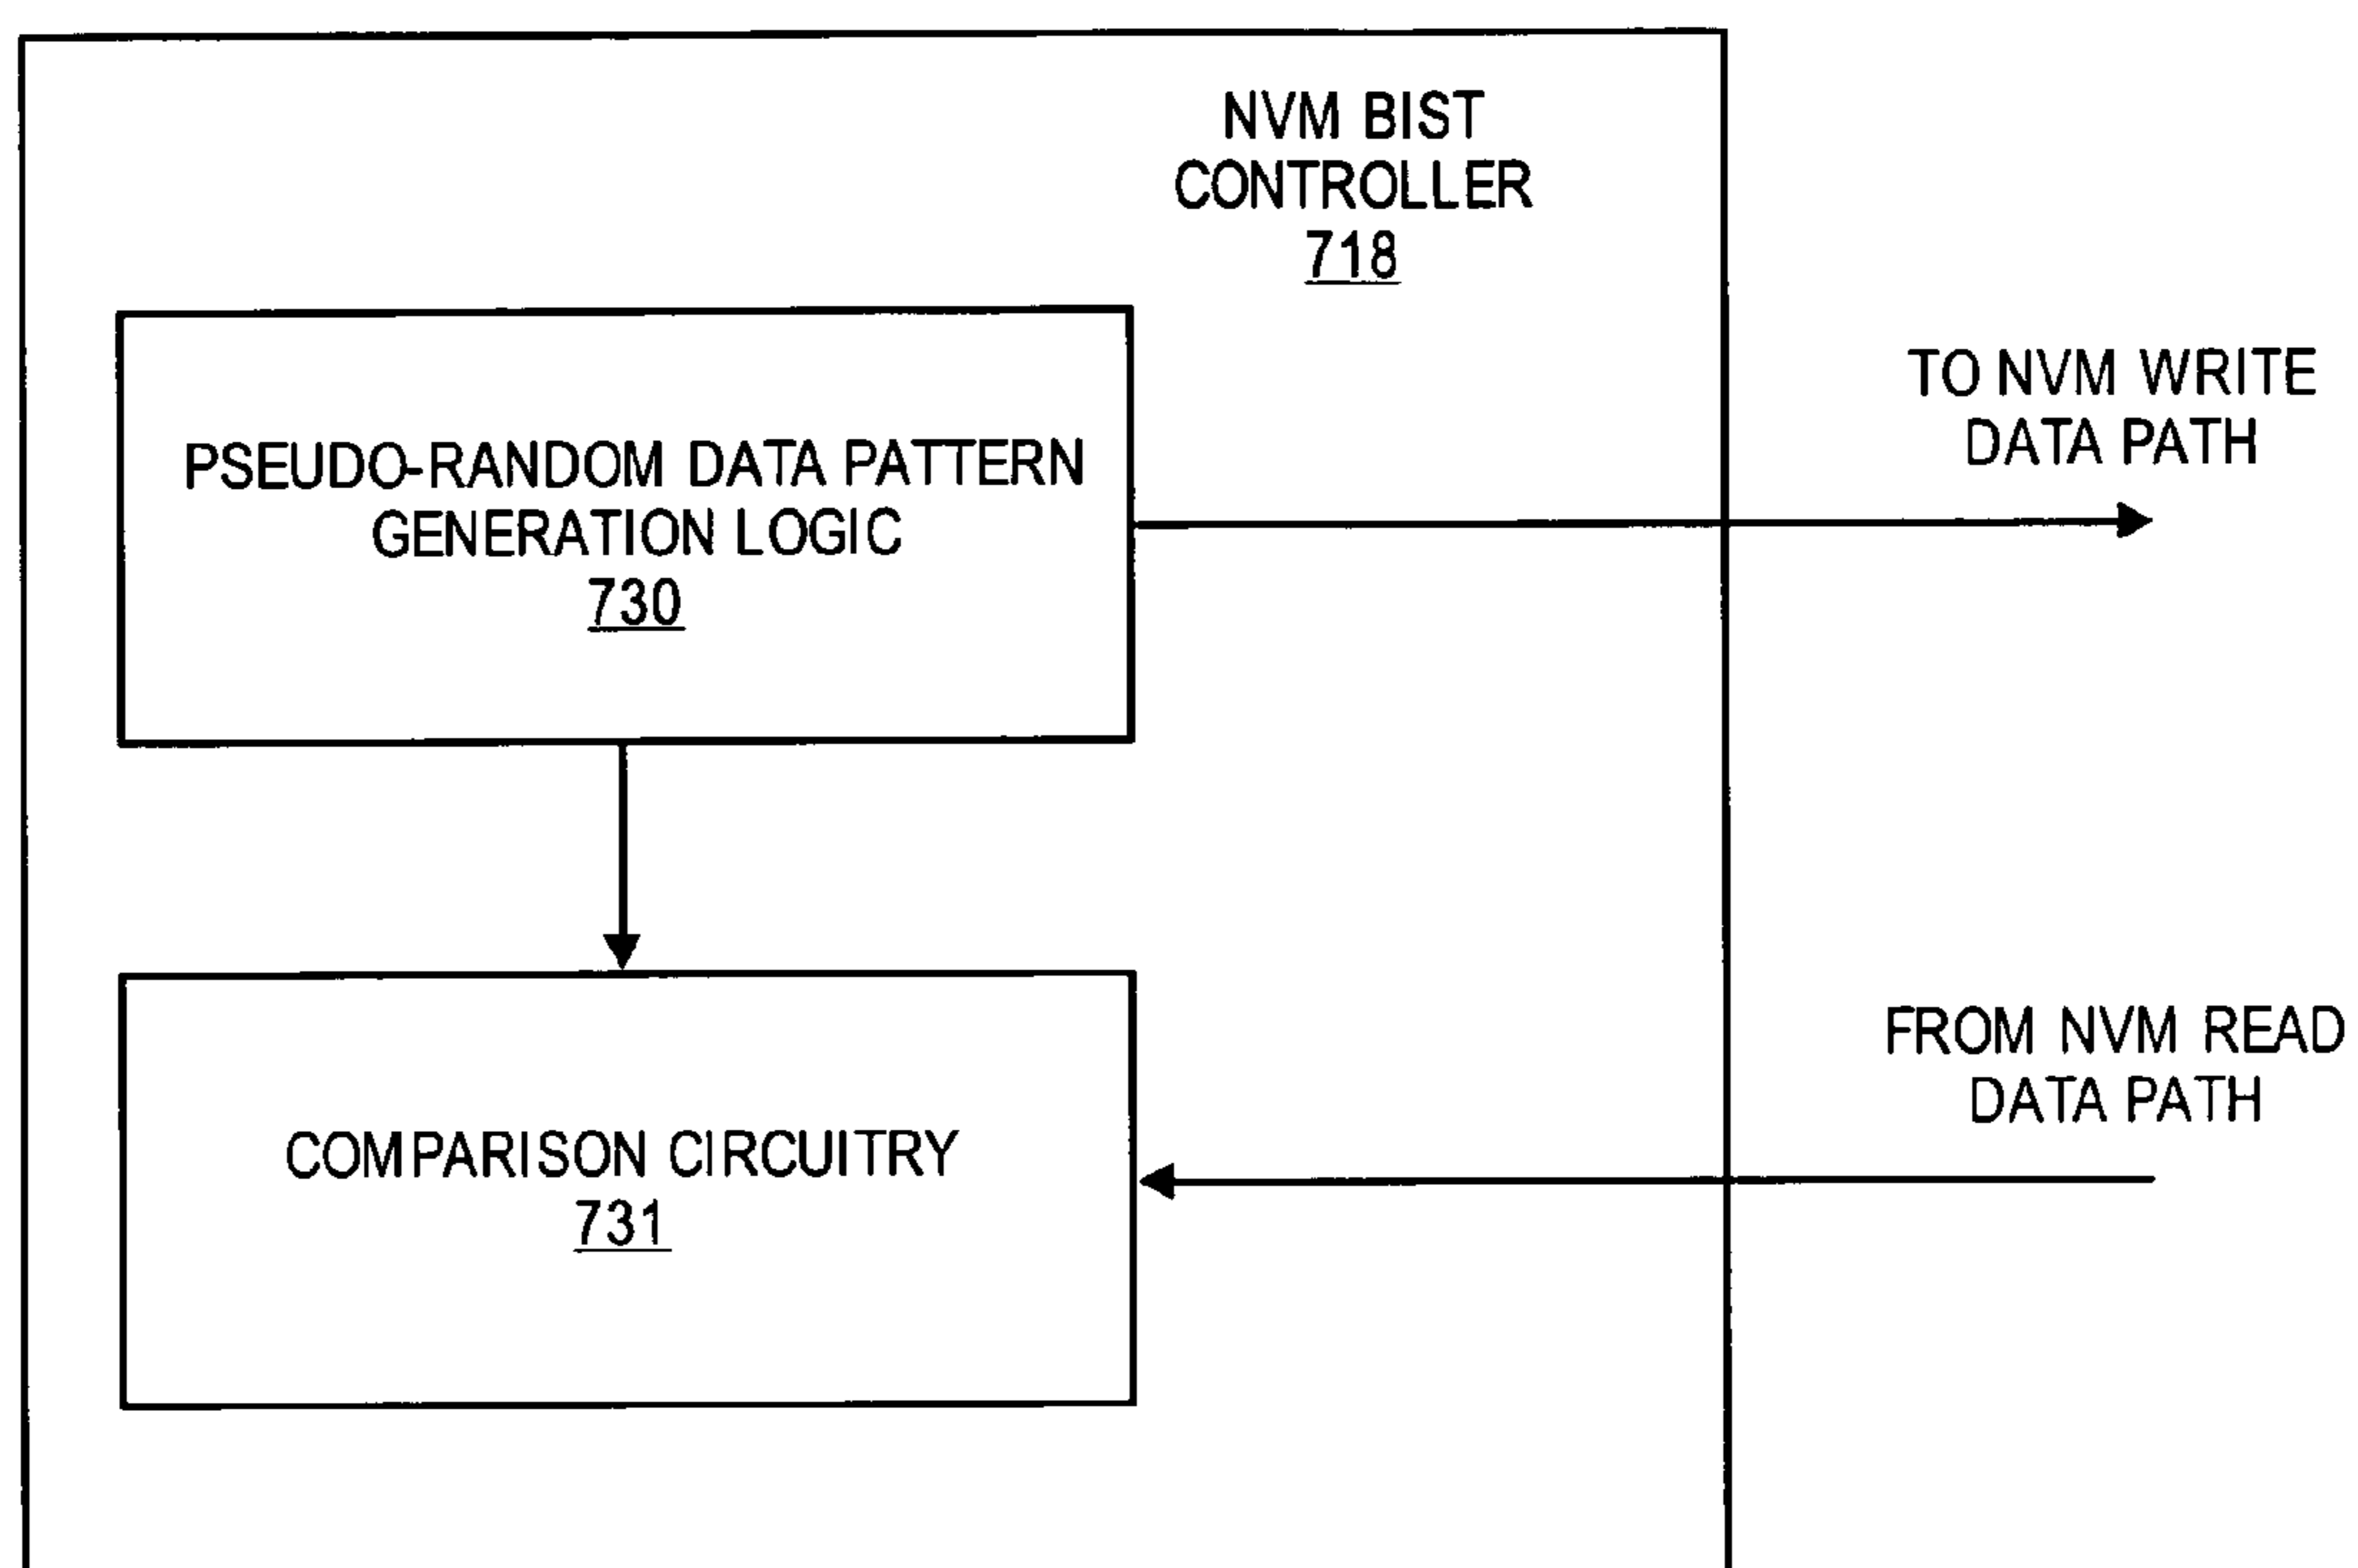 NVM BIST
CONTROLLER
718
TO NVM WRITE
DATA PATH
PSEUDO-RANDOM DATA PATTERN
GENERATION LOGIC
730
FROM NVM READ
DATA PATH
COMPARISON CIRCUITRY
731